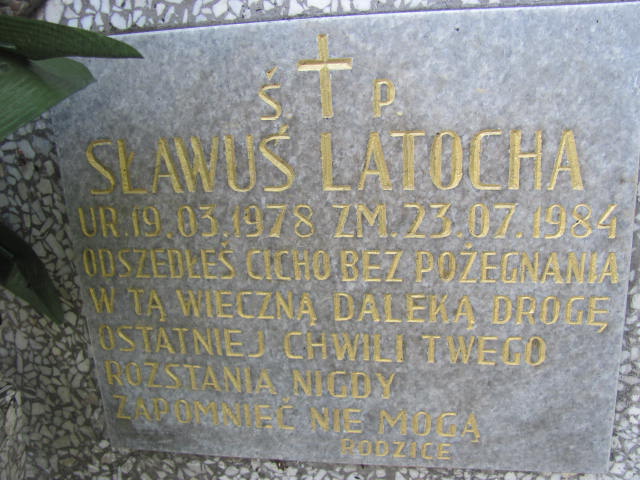 Ś. P.
SŁAWUŚ LATOCHA
UR.19.03.1978 ZM.23.07.1984
ODSZEDŁEŚ CICHO BEZ POŻEGNANIA
W TĄ WIECZNĄ DALEKĄ DROGĘ
OSTATNIEJ CHWILI TWEGO
ROZSTANIA NIGDY
ZAPOMNIEĆ NIE MOGĄ
RODZICE